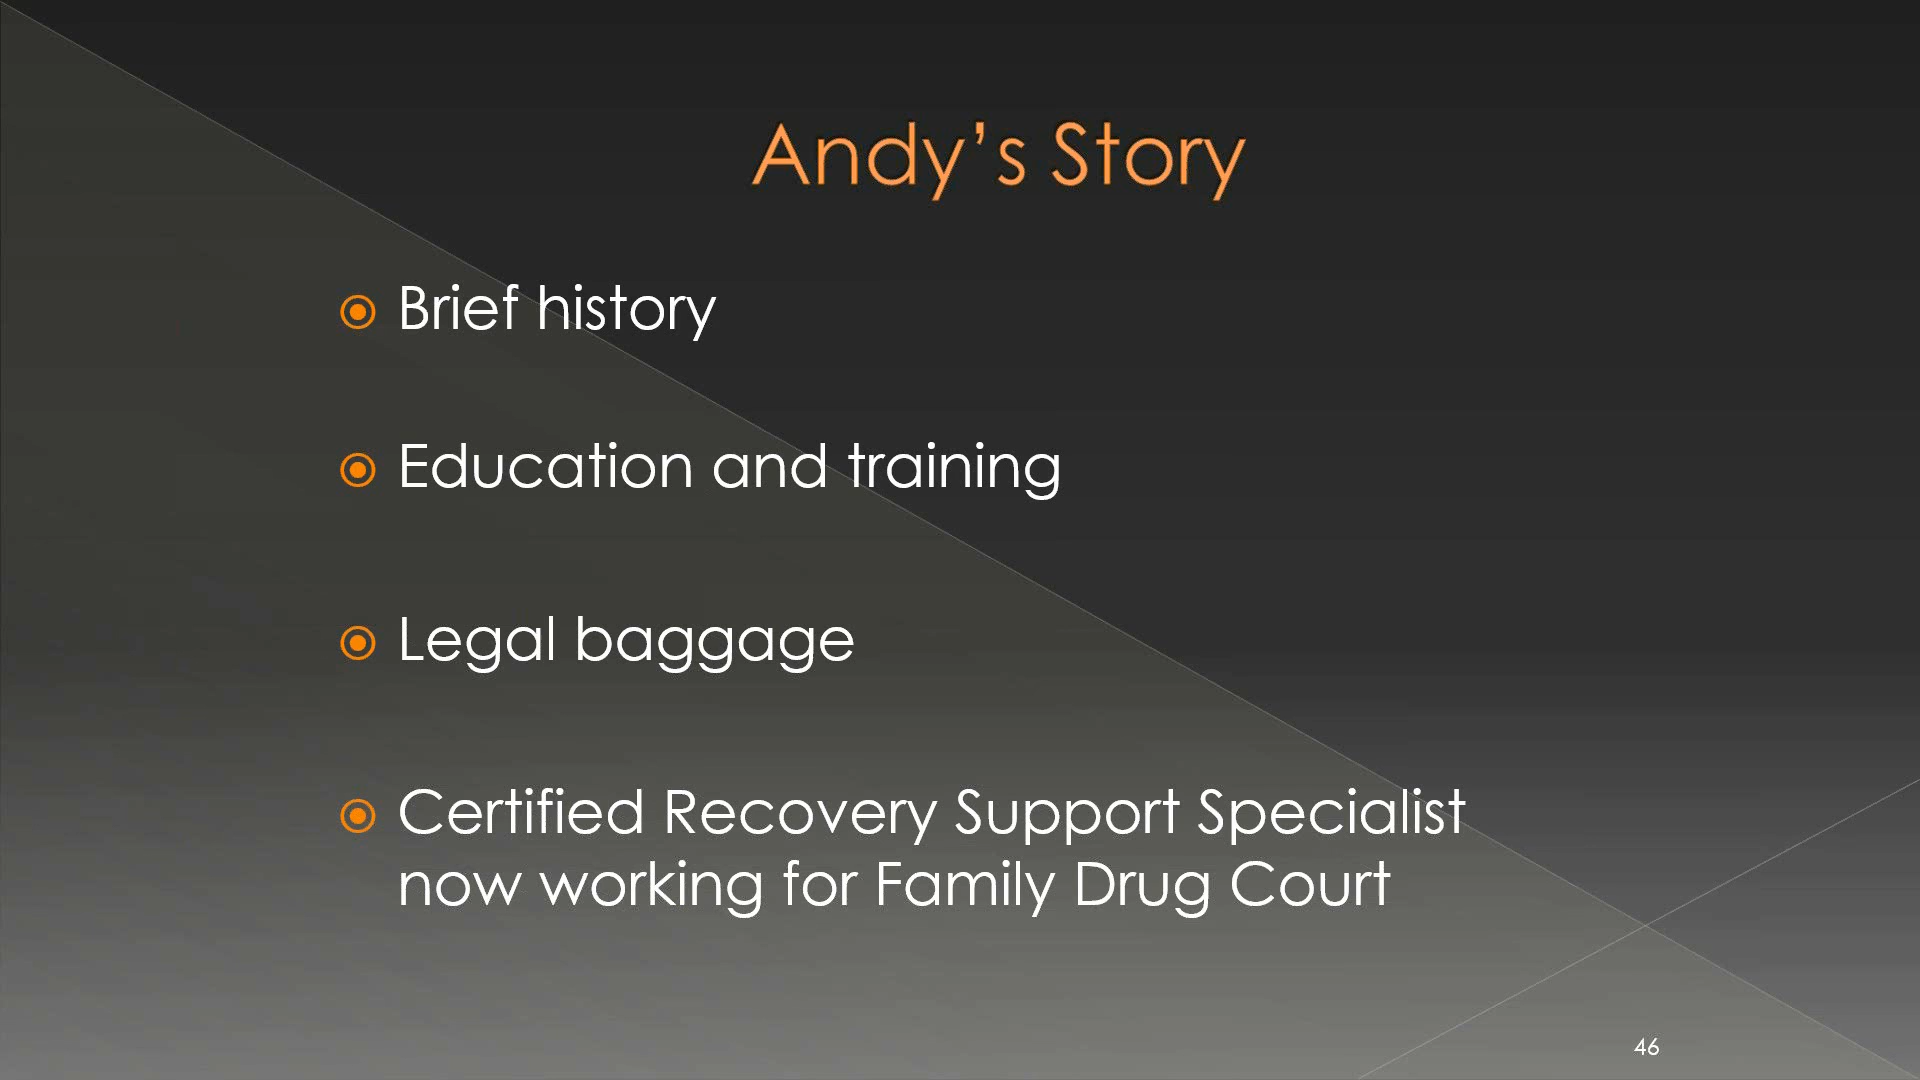 Andy’s Story
Brief history
Education and training
Legal baggage
Certified Recovery Support Specialist
now working for Family Drug Court
46